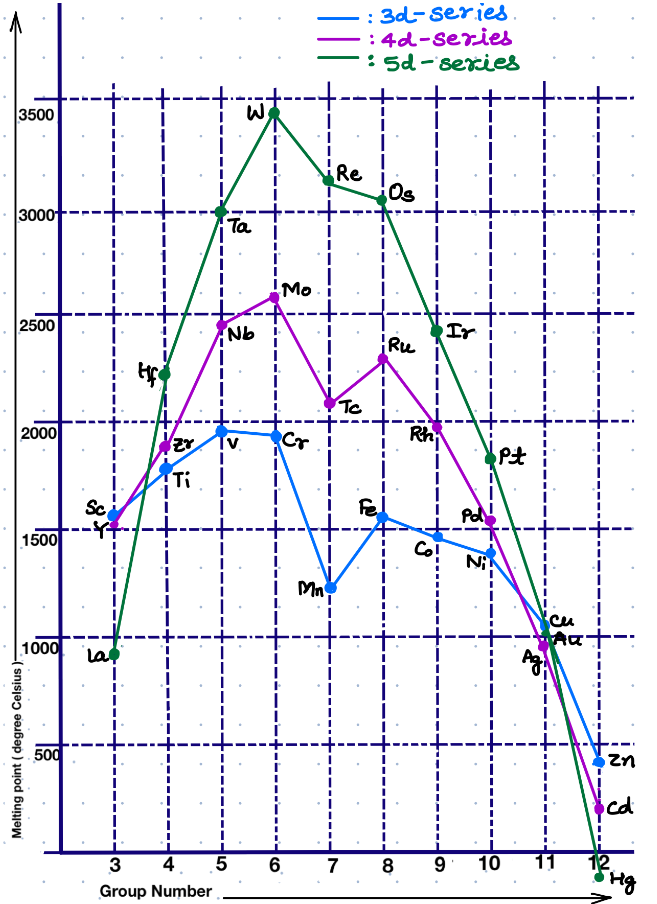 : 3d-series
: 4d-series
: 5d-series
3500
W
Re
Os
3000
Ta
Mo
2500
Nb
Ir
Ru
Hf
Tc
2000
Zr
V
Cr
Rh
Pt
Ti
Sc
Fe
Pd
Y
1500
Co
Ni
Mn
Cu
Au
1000
La
Ag
500
Zn
Cd
Hg
3 4 5 6 7 8 9 10 11 12
Group Number
Melting point ( degree Celsius )